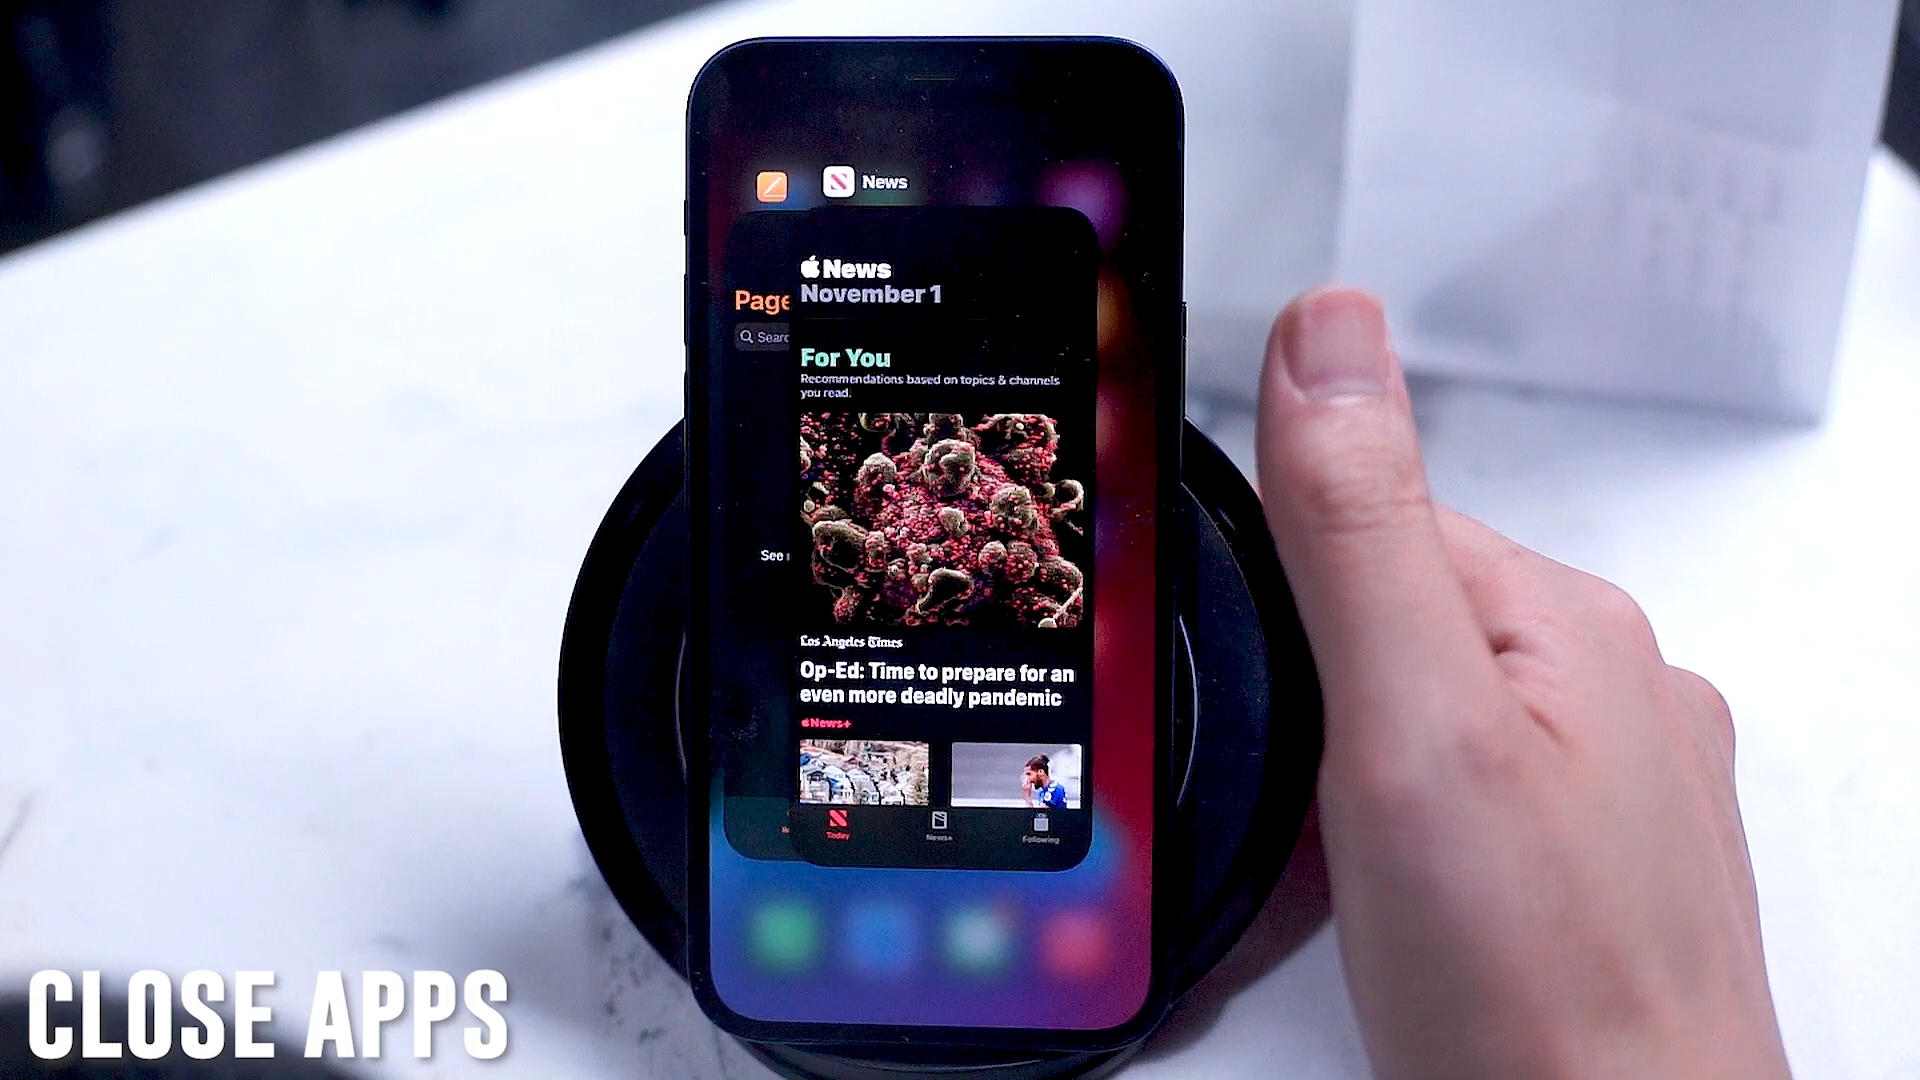 News
News
November 1
Page
Searc
For You
Recommendations based on topics & channels
you read.
See
Los Angeles Times
Op-Ed: Time to prepare for an
even more deadly pandemic
News+
Today
News+
Following
CLOSE APPS